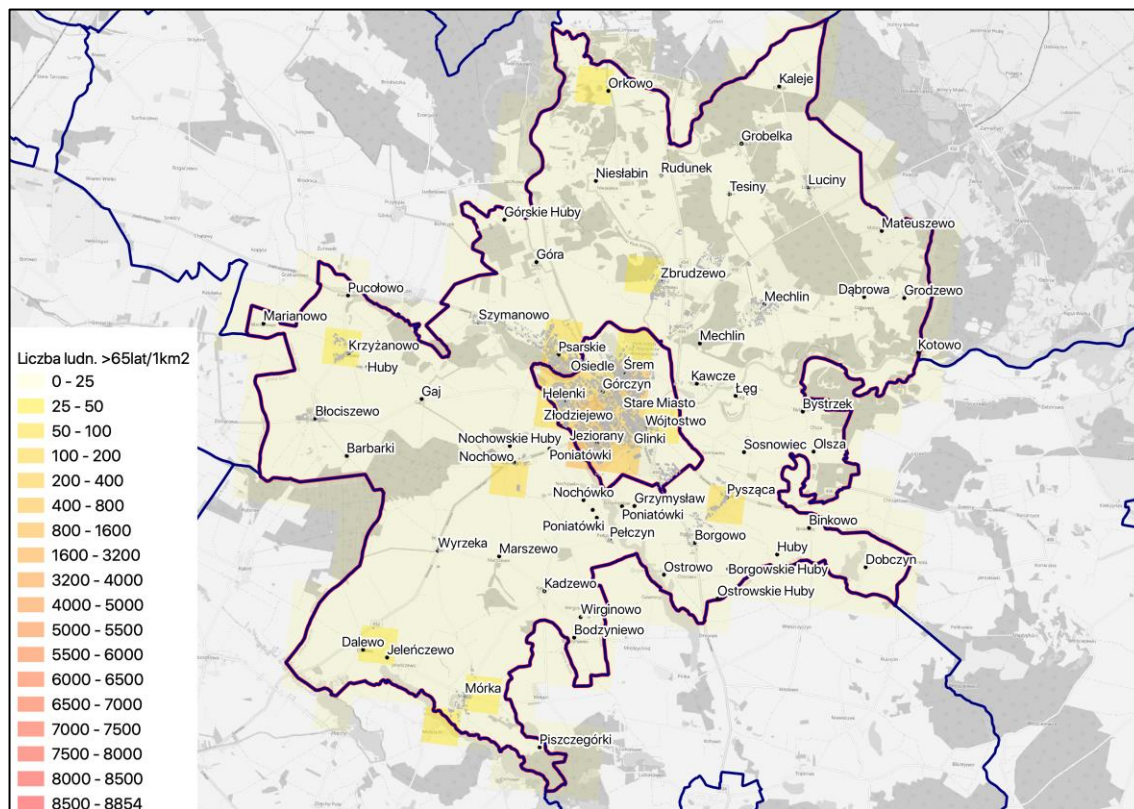 Orkowo
Kaleje
Grobelka
Rudunek
Niesłabin
Tesiny
Luciny
Górskie Huby
Mateuszewo
Góra
Zbrudzewo
Pucołowo
Dąbrowa
Grodzewo
Mechlin
Marianowo
Szymanowo
Mechlin
Krzyżanowo
Psarskie
Kotowo
Huby
Osiedle
Śrem
Kawcze
Łęg
Górczyn
Gaj
Helenki
Stare Miasto
Bystrzek
Błociszewo
Złodziejewo
Wójtostwo
Nochowskie Huby
Jeziorany
Glinki
Sosnowiec
Olsza
Barbarki
Nochowo
Poniatówki
Pysząca
Nochówko
Grzymysław
Poniatówki
Poniatówki
Binkowo
Pełczyn
Borgowo
Wyrzeka
Marszewo
Huby
Dobczyn
Ostrowo
Borgowskie Huby
Kadzewo
Ostrowskie Huby
Wirginowo
Bodzyniewo
Dalewo
Jeleńczewo
Mórka
Piszczegórki
Liczba ludn. >65lat/1km2
0 - 25
25 - 50
50 - 100
100 - 200
200 - 400
400 - 800
800 - 1600
1600 - 3200
3200 - 4000
4000 - 5000
5000 - 5500
5500 - 6000
6000 - 6500
6500 - 7000
7000 - 7500
7500 - 8000
8000 - 8500
8500 - 8854